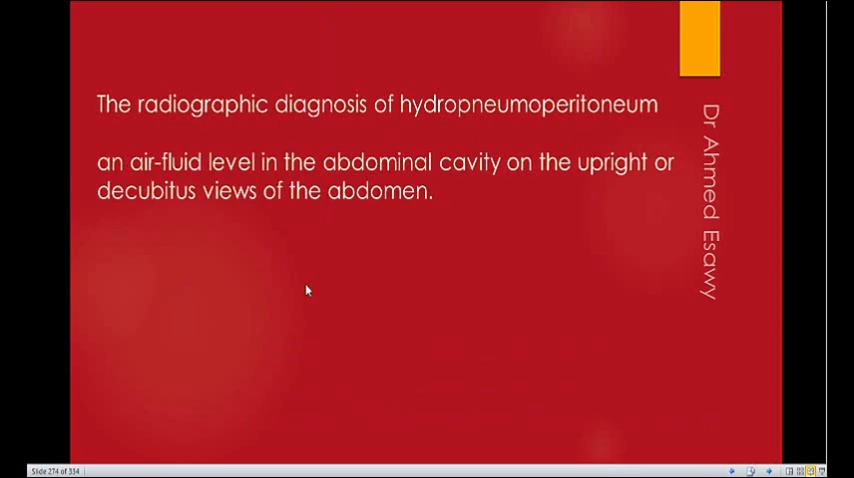 The radiographic diagnosis of hydropneumoperitoneum
an air-fluid level in the abdominal cavity on the upright or
decubitus views of the abdomen.
Dr Ahmed Esawy
Slide 274 of 334